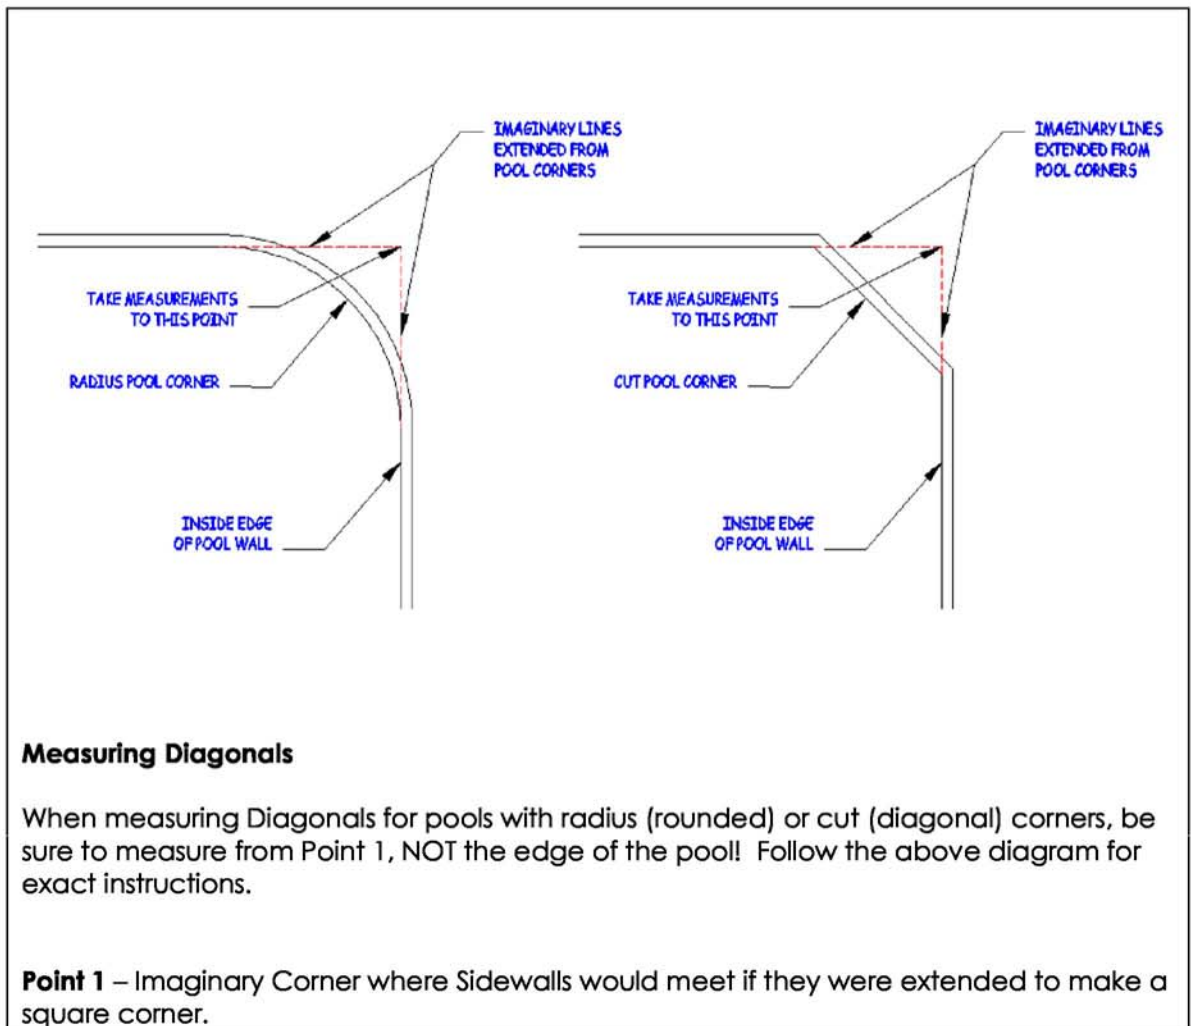 IMAGINARY LINES
EXTENDED FROM
POOL CORNERS
TAKE MEASUREMENTS
TO THIS POINT
RADIUS POOL CORNER
INSIDE EDGE
OF POOL WALL
IMAGINARY LINES
EXTENDED FROM
POOL CORNERS
TAKE MEASUREMENTS
TO THIS POINT
CUT POOL CORNER
INSIDE EDGE
OF POOL WALL
Measuring Diagonals
When measuring Diagonals for pools with radius (rounded) or cut (diagonal) corners, be
sure to measure from Point 1, NOT the edge of the pool! Follow the above diagram for
exact instructions.
Point 1 – Imaginary Corner where Sidewalls would meet if they were extended to make a
square corner.